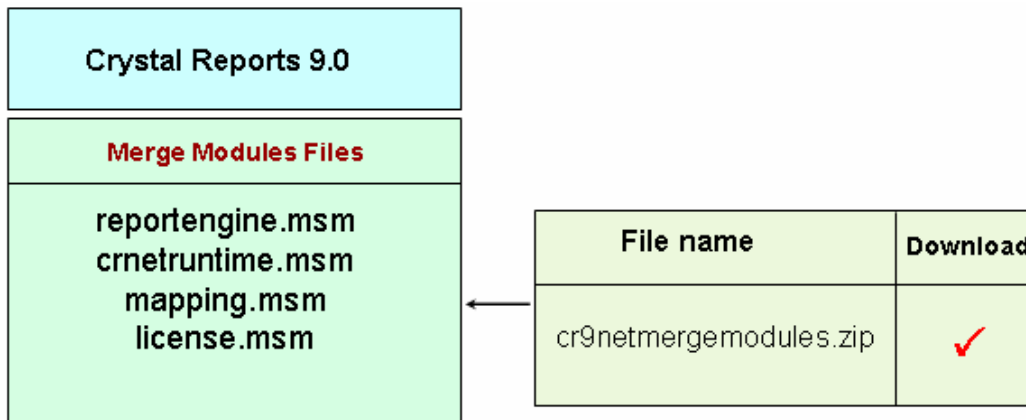 Crystal Reports 9.0
Merge Modules Files
reportengine.msm
crnetruntime.msm
mapping.msm
license.msm
File name
Download
cr9netmergemodules.zip